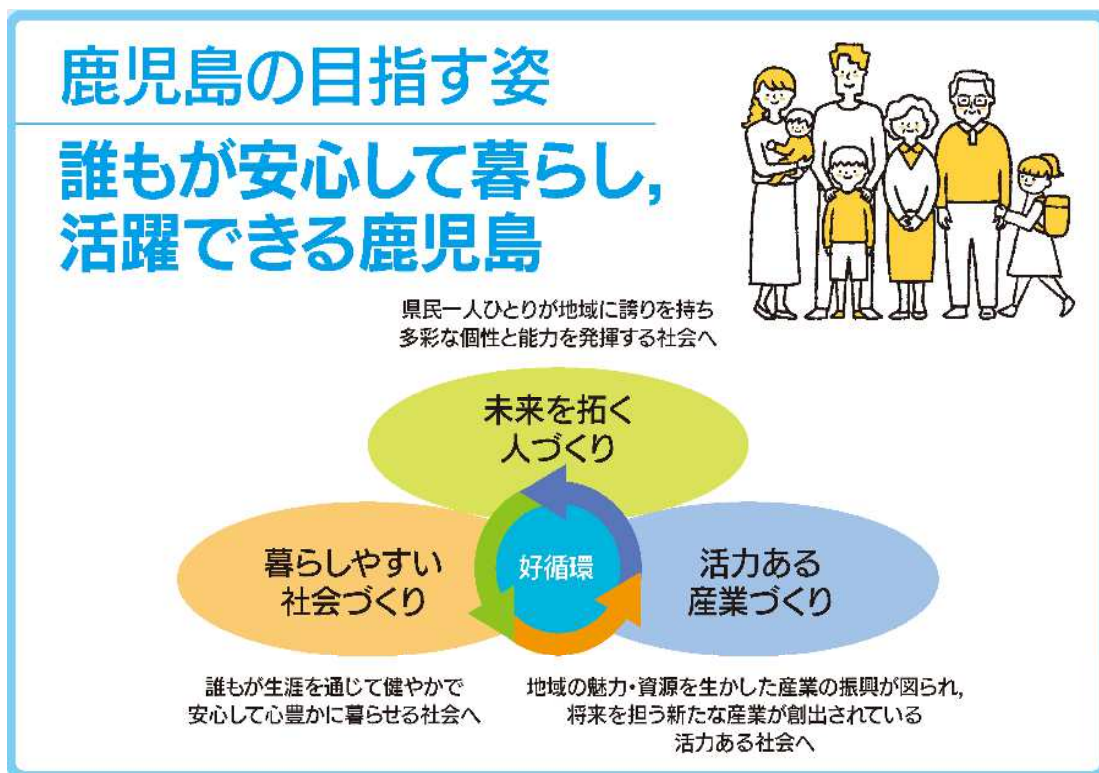 鹿児島の目指す姿
誰もが安心して暮らし,
活躍できる鹿児島
県民一人ひとりが地域に誇りを持ち
多彩な個性と能力を発揮する社会へ
未来を拓く
人づくり
好循環
暮らしやすい
社会づくり
活力ある
産業づくり
誰もが生涯を通じて健やかで
安心して心豊かに暮らせる社会へ
地域の魅力・資源を生かした産業の振興が図られ,
将来を担う新たな産業が創出されている
活力ある社会へ